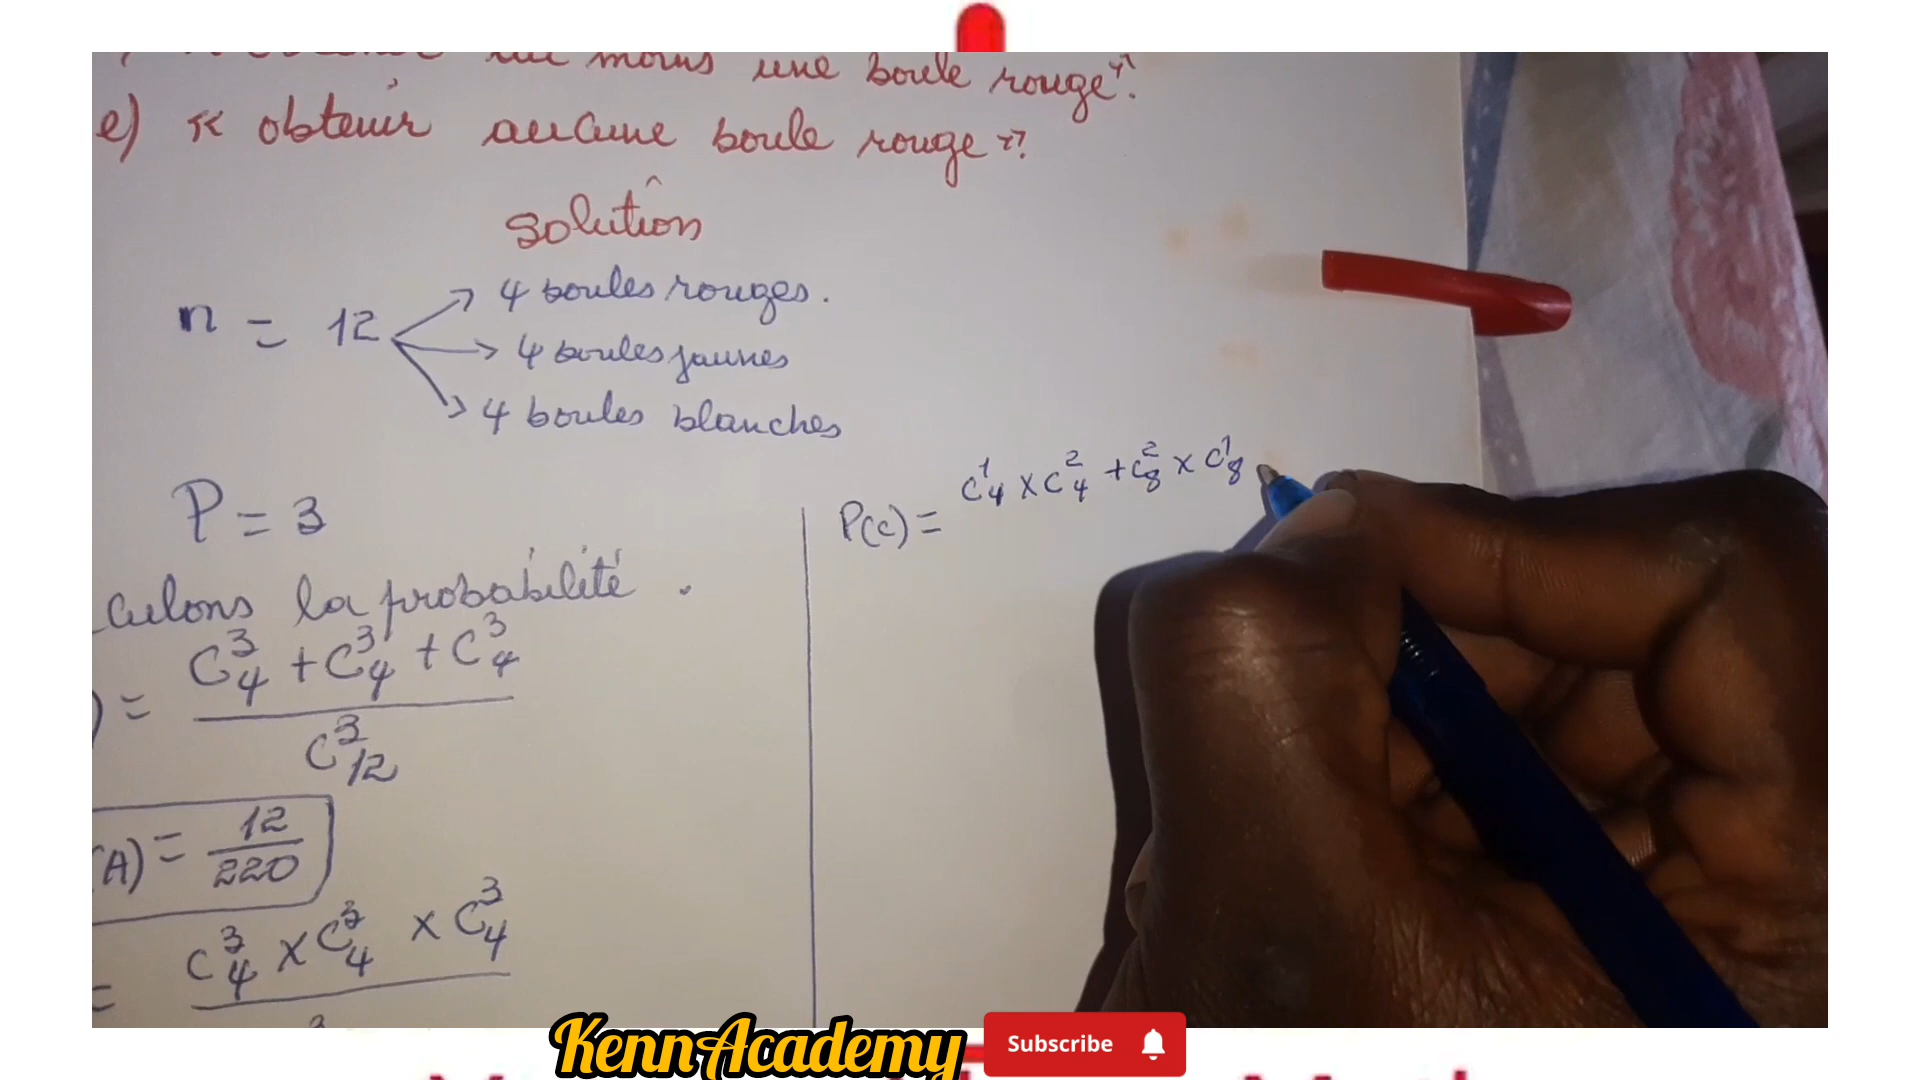 au moins une boule rouge"?
e) « obtenir aucune boule rouge »?
Solution
n = 12
4 boules rouges.
4 boules jaunes
4 boules blanches
P = 3
culons la probabilité.
) = C³₄ + C³₄ + C³₄
C³₁₂
(A) = 12
220
= C³₄ × C³₄ × C³₄
P(C) = C¹₄ × C²₄ + C²₈ × C¹₈
KennAcademy
Subscribe